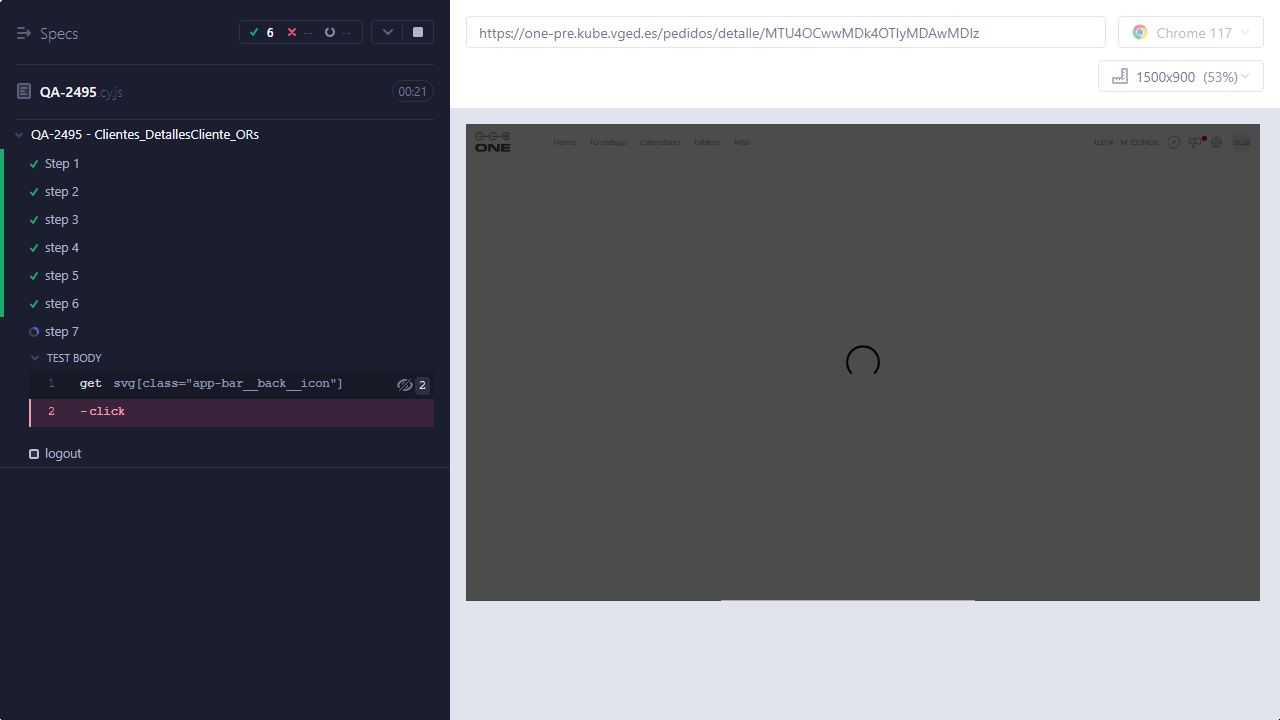 Specs
6
--
--
QA-2495.cy.js
00:21
QA-2495 - Clientes_DetallesCliente_ORs
Step 1
step 2
step 3
step 4
step 5
step 6
step 7
TEST BODY
1 get svg[class="app-bar__back__icon"] 2
2 -click
logout
https://one-pre.kube.vged.es/pedidos/detalle/MTU4OCwwMDk4OTIyMDAwMDIz
Chrome 117
1500x900 (53%)
ONE
Home
Tu trabajo
Calendario
Tablero
Más